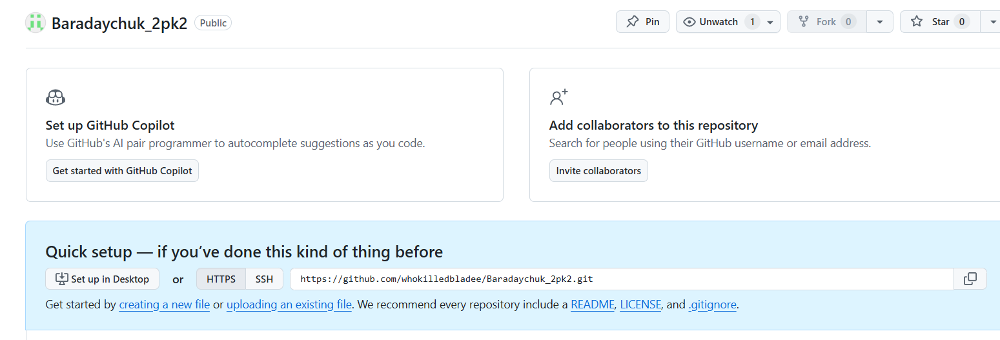 Baradaychuk_2pk2 Public Pin Unwatch 1 Fork 0 Star 0
Set up GitHub Copilot
Use GitHub's AI pair programmer to autocomplete suggestions as you code.
Get started with GitHub Copilot
Add collaborators to this repository
Search for people using their GitHub username or email address.
Invite collaborators
Quick setup — if you’ve done this kind of thing before
Set up in Desktop or HTTPS SSH https://github.com/whokilledbladee/Baradaychuk_2pk2.git
Get started by creating a new file or uploading an existing file. We recommend every repository include a README, LICENSE, and .gitignore.